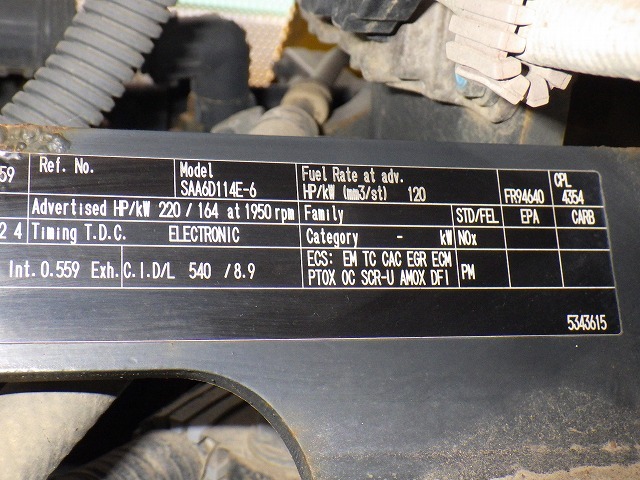 59 Ref. No. Model Fuel Rate at adv. CPL
SAA6D114E-6 HP/kW (mm3/st) 120 FR94640 4354
Advertised HP/kW 220 / 164 at 1950 rpm Family STD/FEL EPA CARB
2 4 Timing T.D.C. ELECTRONIC Category - kW NOx
Int. 0.559 Exh. C.I.D/L 540 / 8.9 ECS: EM TC CAC EGR ECM PM
PTOX OC SCR-U AMOX DFI
5343615